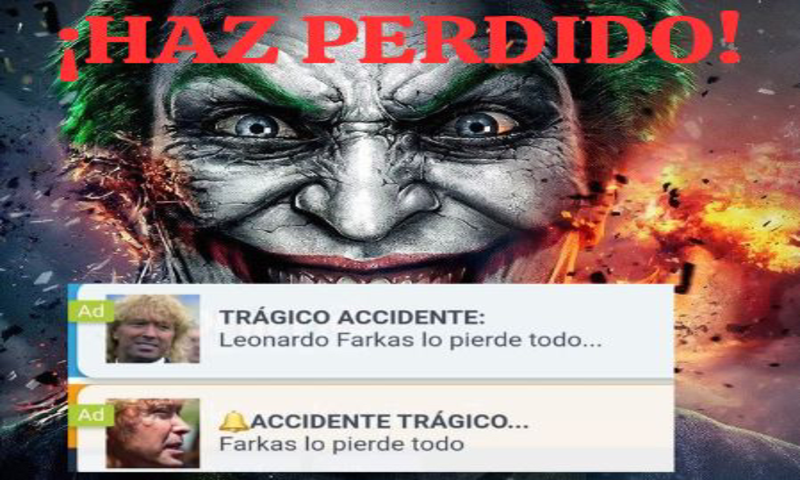 ¡HAZ PERDIDO!
Ad
TRÁGICO ACCIDENTE:
Leonardo Farkas lo pierde todo...
Ad
🔔ACCIDENTE TRÁGICO...
Farkas lo pierde todo